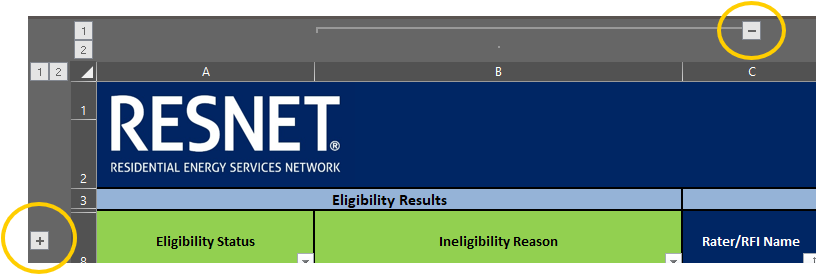 1
2
1 2 A B C
1
RESNET®
RESIDENTIAL ENERGY SERVICES NETWORK
2
3 Eligibility Results
Eligibility Status Ineligibility Reason Rater/RFI Name
8